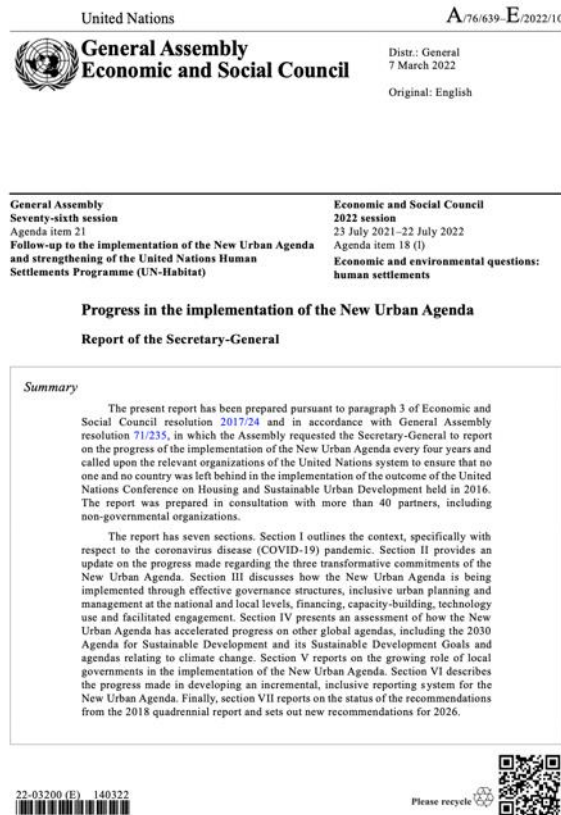 United Nations
A/76/639–E/2022/10
General Assembly
Economic and Social Council
Distr.: General
7 March 2022
Original: English
General Assembly
Seventy-sixth session
Agenda item 21
Follow-up to the implementation of the New Urban Agenda
and strengthening of the United Nations Human
Settlements Programme (UN-Habitat)
Economic and Social Council
2022 session
23 July 2021–22 July 2022
Agenda item 18 (l)
Economic and environmental questions:
human settlements
Progress in the implementation of the New Urban Agenda
Report of the Secretary-General
Summary
The present report has been prepared pursuant to paragraph 3 of Economic and
Social Council resolution 2017/24 and in accordance with General Assembly
resolution 71/235, in which the Assembly requested the Secretary-General to report
on the progress of the implementation of the New Urban Agenda every four years and
called upon the relevant organizations of the United Nations system to ensure that no
one and no country was left behind in the implementation of the outcome of the United
Nations Conference on Housing and Sustainable Urban Development held in 2016.
The report was prepared in consultation with more than 40 partners, including
non-governmental organizations.
The report has seven sections. Section I outlines the context, specifically with
respect to the coronavirus disease (COVID-19) pandemic. Section II provides an
update on the progress made regarding the three transformative commitments of the
New Urban Agenda. Section III discusses how the New Urban Agenda is being
implemented through effective governance structures, inclusive urban planning and
management at the national and local levels, financing, capacity-building, technology
use and facilitated engagement. Section IV presents an assessment of how the New
Urban Agenda has accelerated progress on other global agendas, including the 2030
Agenda for Sustainable Development and its Sustainable Development Goals and
agendas relating to climate change. Section V reports on the growing role of local
governments in the implementation of the New Urban Agenda. Section VI describes
the progress made in developing an incremental, inclusive reporting system for the
New Urban Agenda. Finally, section VII reports on the status of the recommendations
from the 2018 quadrennial report and sets out new recommendations for 2026.
22-03200 (E) 140322
Please recycle